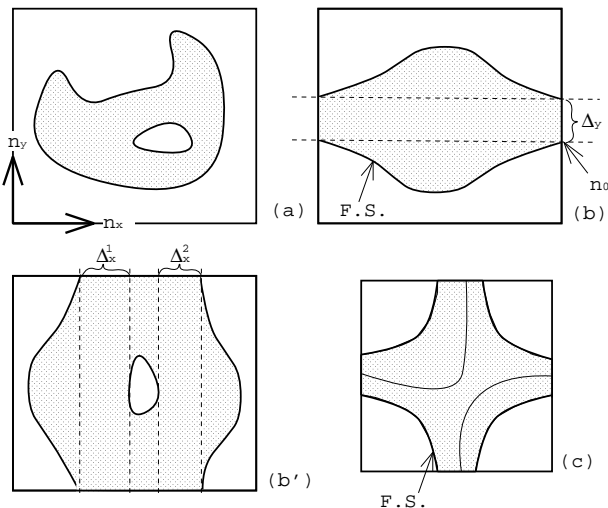 n_y
n_x
(a)
Δ_y
n_0
F.S.
(b)
Δ_x^1 Δ_x^2
(b')
(c)
F.S.